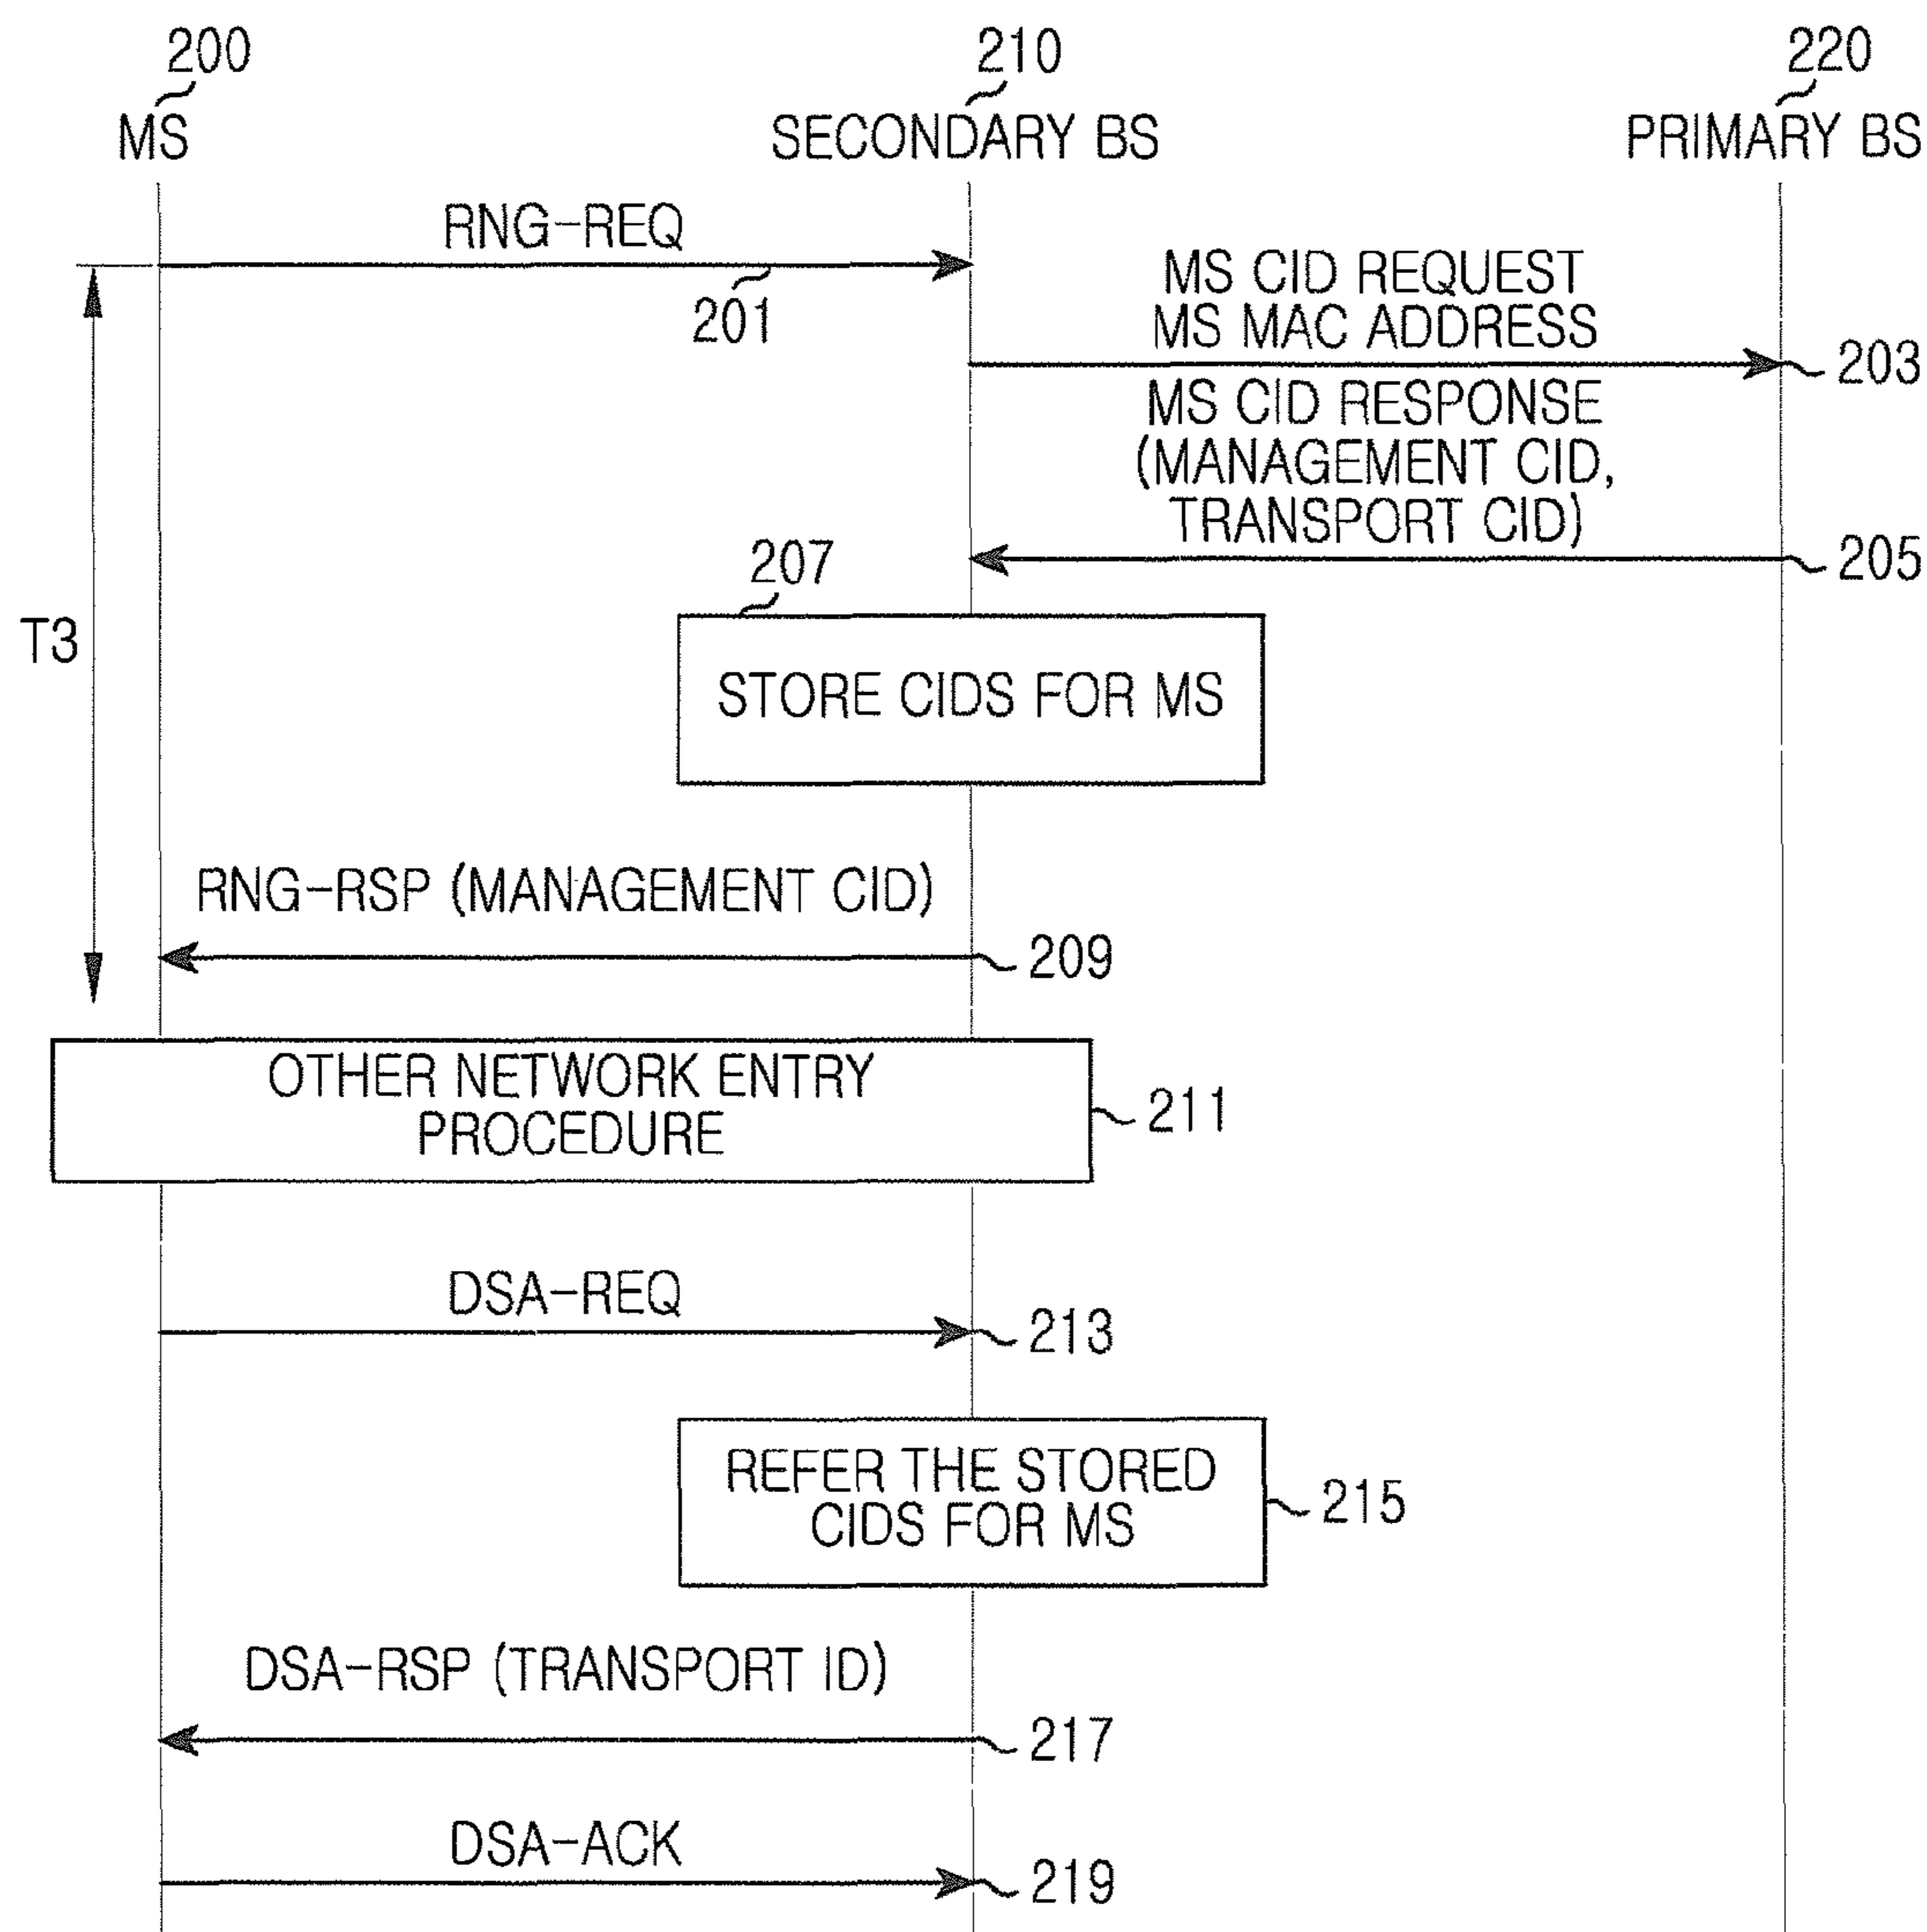 200
210
220
MS
SECONDARY BS
PRIMARY BS
RNG-REQ
201
MS CID REQUEST
MS MAC ADDRESS
203
MS CID RESPONSE
(MANAGEMENT CID,
TRANSPORT CID)
205
207
T3
STORE CIDS FOR MS
RNG-RSP (MANAGEMENT CID)
209
OTHER NETWORK ENTRY
PROCEDURE
211
DSA-REQ
213
REFER THE STORED
CIDS FOR MS
215
DSA-RSP (TRANSPORT ID)
217
DSA-ACK
219